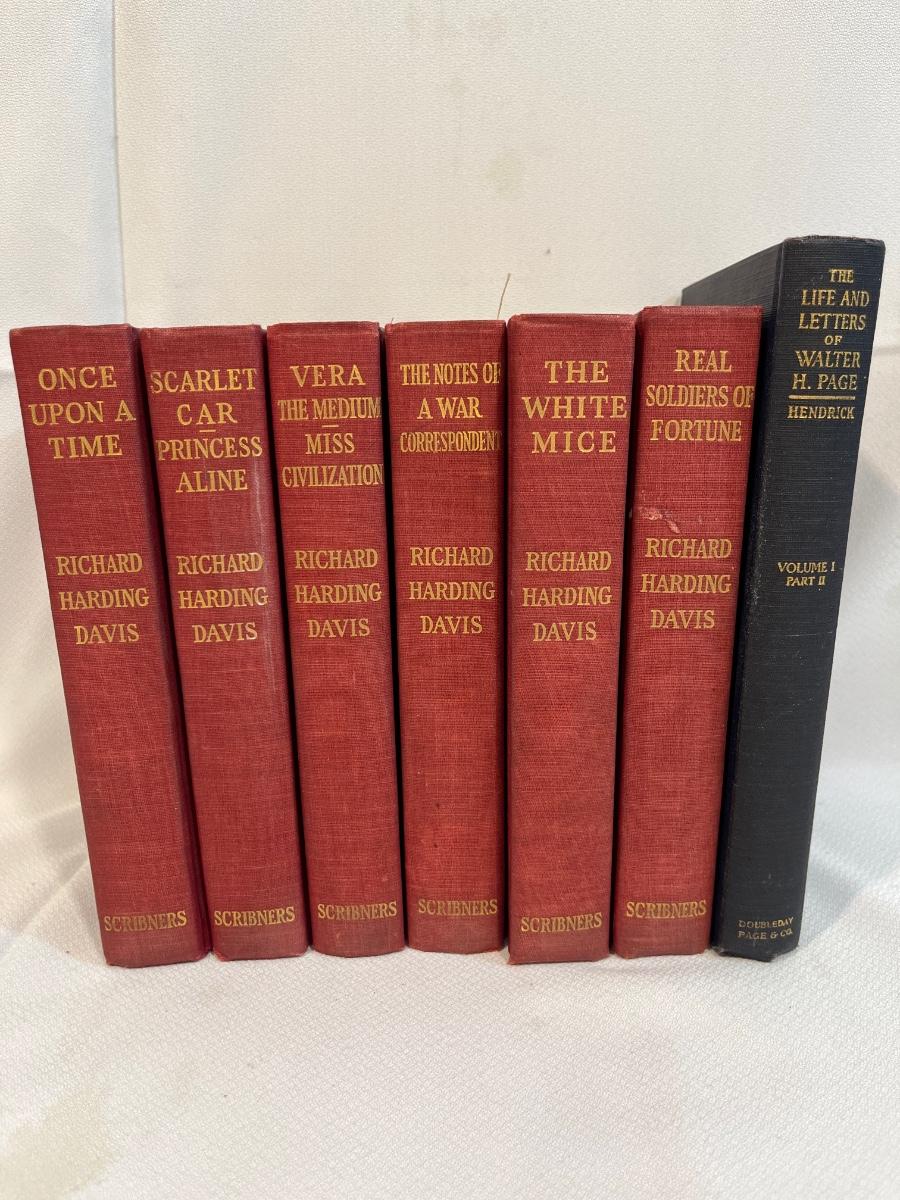 ONCE
UPON A
TIME
RICHARD
HARDING
DAVIS
SCRIBNERS
SCARLET
CAR
PRINCESS
ALINE
RICHARD
HARDING
DAVIS
SCRIBNERS
VERA
THE MEDIUM
MISS
CIVILIZATION
RICHARD
HARDING
DAVIS
SCRIBNERS
THE NOTES OF
A WAR
CORRESPONDENT
RICHARD
HARDING
DAVIS
SCRIBNERS
THE
WHITE
MICE
RICHARD
HARDING
DAVIS
SCRIBNERS
REAL
SOLDIERS OF
FORTUNE
RICHARD
HARDING
DAVIS
SCRIBNERS
THE
LIFE AND
LETTERS
OF
WALTER
H. PAGE
HENDRICK
VOLUME I
PART II
DOUBLEDAY
PAGE & CO.